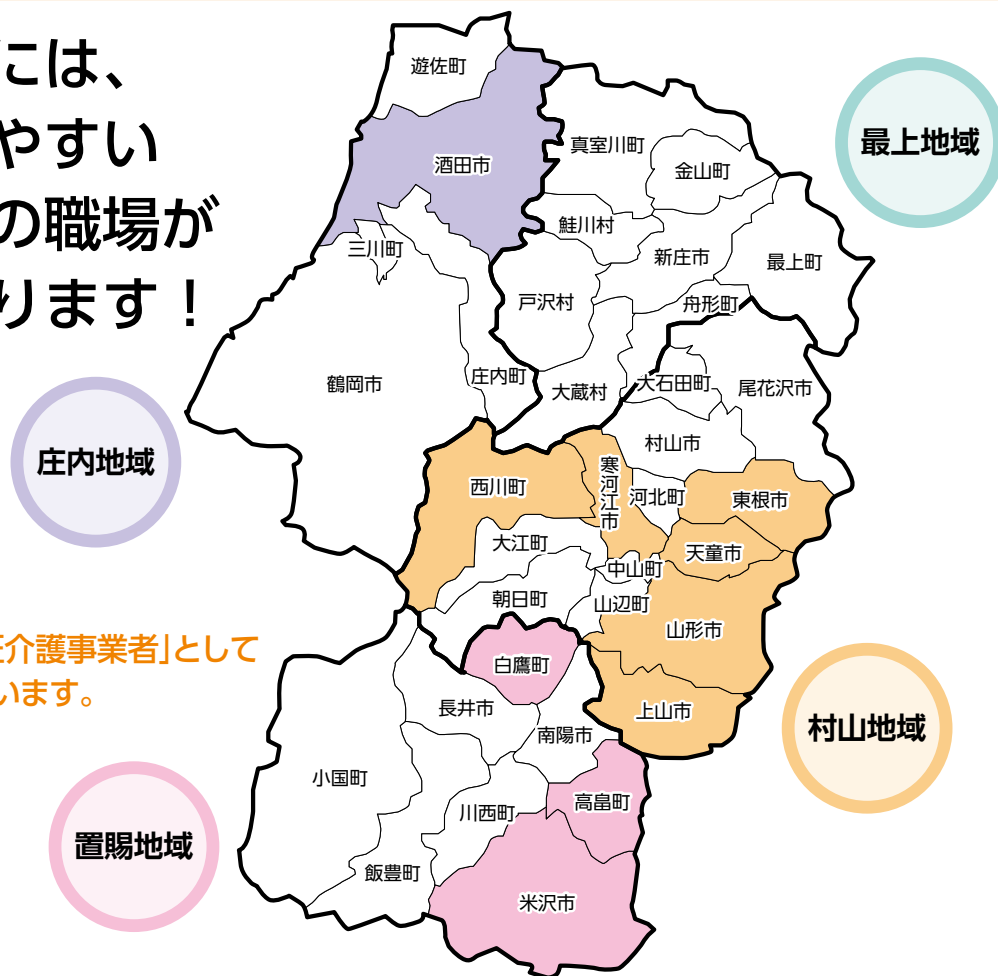 には、
やすい
の職場が
ります！
遊佐町
酒田市
真室川町
金山町
最上地域
鮭川村
三川町
新庄市
最上町
戸沢村
舟形町
鶴岡市
庄内町
大蔵村
大石田町
尾花沢市
村山市
庄内地域
西川町
寒河江市
河北町
東根市
大江町
天童市
中山町
朝日町
山辺町
山形市
介護事業者」として
います。
白鷹町
長井市
上山市
南陽市
村山地域
小国町
川西町
高畠町
置賜地域
飯豊町
米沢市